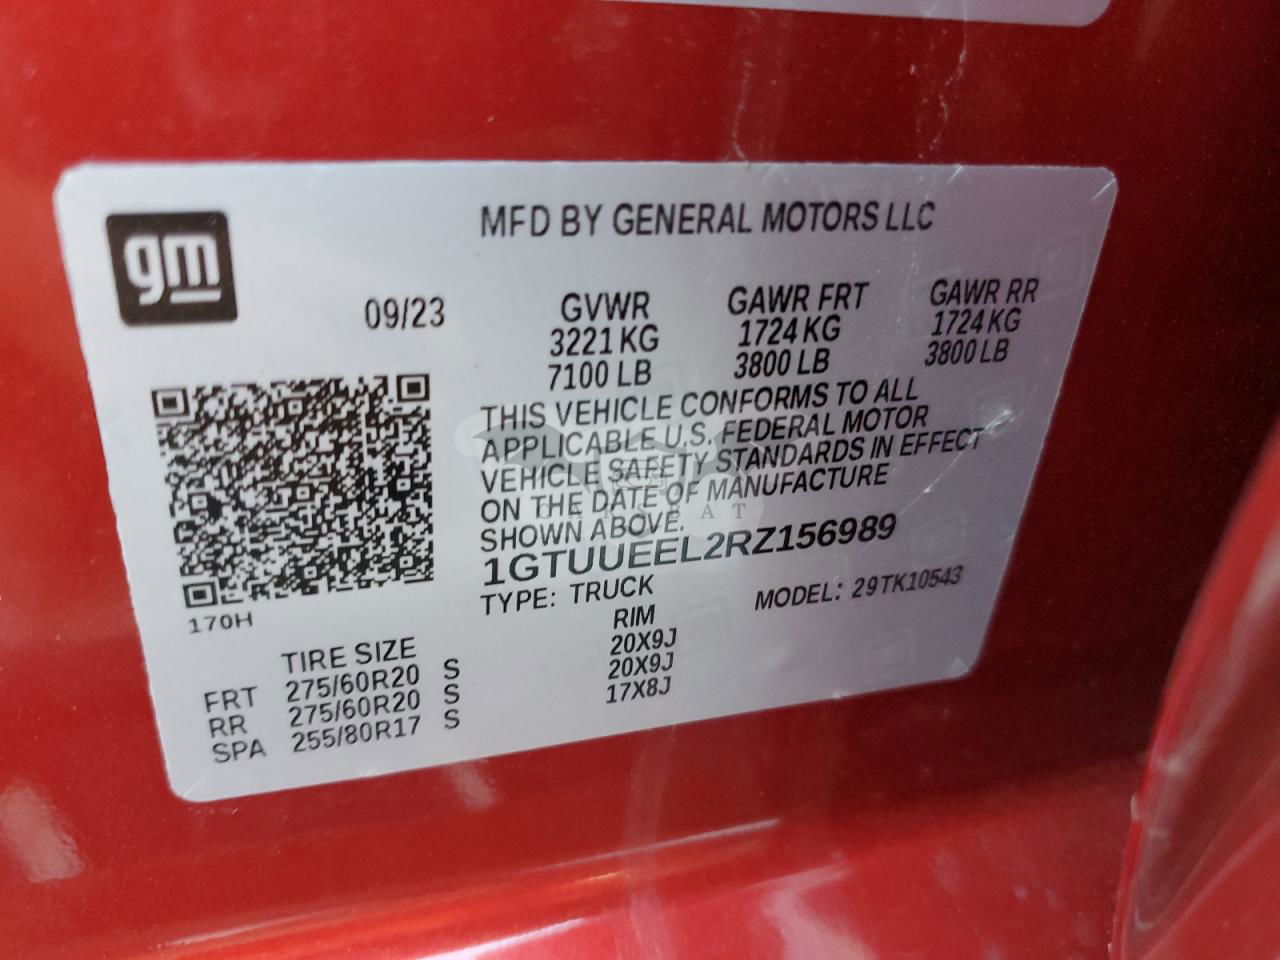 gm
MFD BY GENERAL MOTORS LLC
09/23
GVWR GAWR FRT GAWR RR
3221 KG 1724 KG 1724 KG
7100 LB 3800 LB 3800 LB
THIS VEHICLE CONFORMS TO ALL
APPLICABLE U.S. FEDERAL MOTOR
VEHICLE SAFETY STANDARDS IN EFFECT
ON THE DATE OF MANUFACTURE
SHOWN ABOVE.
1GTUUEEL2RZ156989
TYPE: TRUCK MODEL: 29TK10543
170H
TIRE SIZE RIM
FRT 275/60R20 S 20X9J
RR 275/60R20 S 20X9J
SPA 255/80R17 S 17X8J